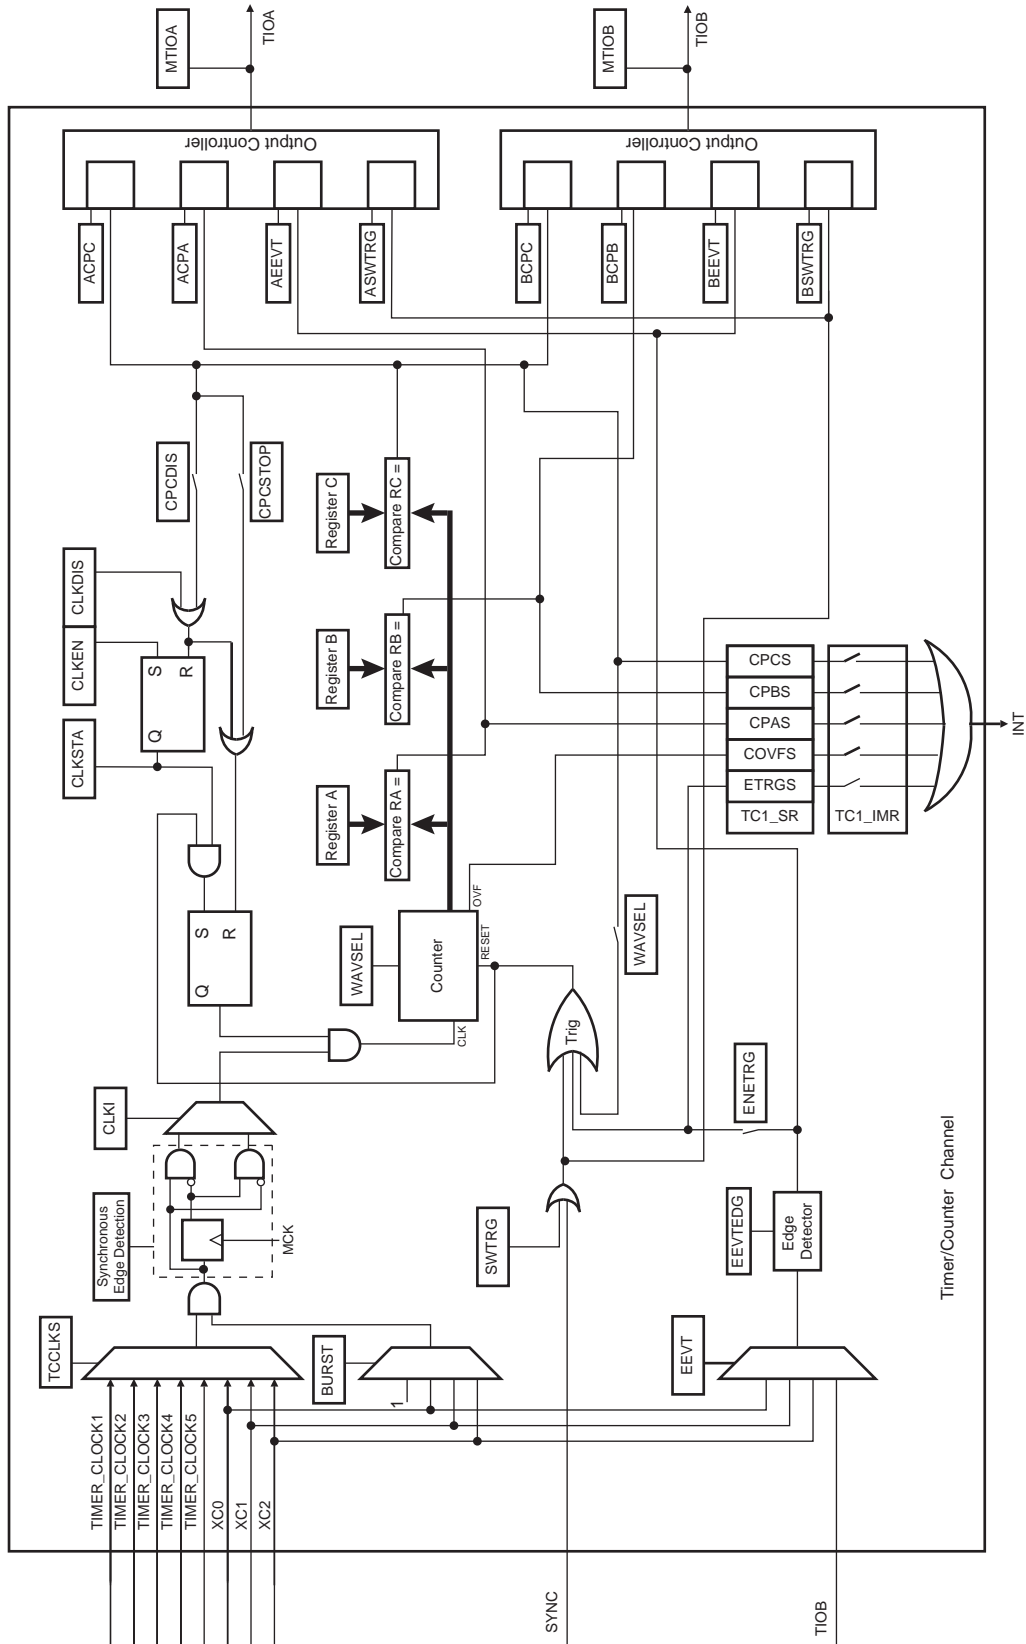 MTIOA
TIOA
MTIOB
TIOB
Output Controller
Output Controller
ACPC
ACPA
AEEVT
ASWTRG
BCPC
BCPB
BEEVT
BSWTRG
CPCDIS
CPCSTOP
Register C
Compare RC =
CLKDIS
CLKEN
CLKSTA
S
R
Q
Register B
Compare RB =
Register A
Compare RA =
CPCS
CPBS
CPAS
COVFS
ETRGS
TC1_SR
TC1_IMR
INT
S
R
Q
WAVSEL
Counter
OVF
RESET
CLK
Trig
WAVSEL
ENETRG
CLKI
Synchronous
Edge Detection
MCK
SWTRG
EEVTEDG
Edge
Detector
Timer/Counter Channel
TCCLKS
BURST
1
EEVT
TIMER_CLOCK1
TIMER_CLOCK2
TIMER_CLOCK3
TIMER_CLOCK4
TIMER_CLOCK5
XC0
XC1
XC2
SYNC
TIOB